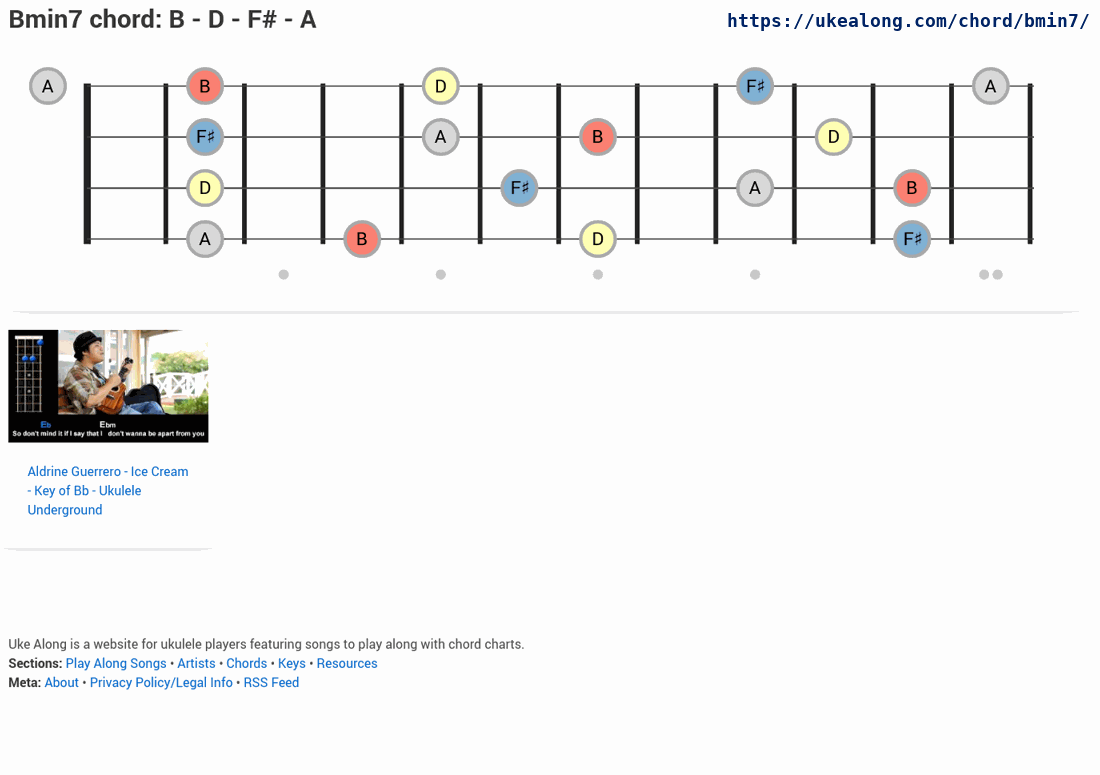 Bmin7 chord: B - D - F# - A
https://ukealong.com/chord/bmin7/
A B D F♯ A
F♯ A B D
D F♯ A B
A B D F♯
Eb Ebm
So don't mind it if I say that I don't wanna be apart from you
Aldrine Guerrero - Ice Cream
- Key of Bb - Ukulele
Underground
Uke Along is a website for ukulele players featuring songs to play along with chord charts.
Sections: Play Along Songs • Artists • Chords • Keys • Resources
Meta: About • Privacy Policy/Legal Info • RSS Feed